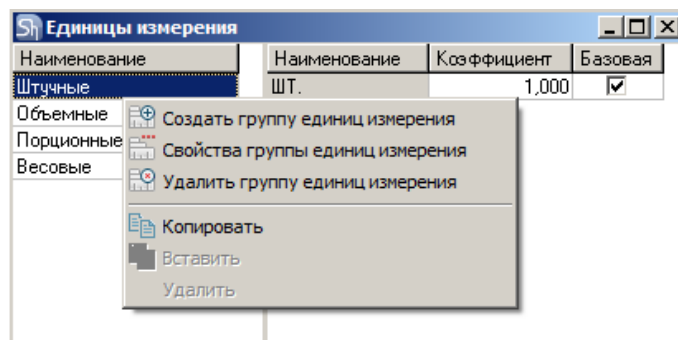 Sh Единицы измерения
Наименование Наименование Коэффициент Базовая
Штучные ШТ. 1,000
Объемные
Порционные
Весовые
Создать группу единиц измерения
Свойства группы единиц измерения
Удалить группу единиц измерения
Копировать
Вставить
Удалить